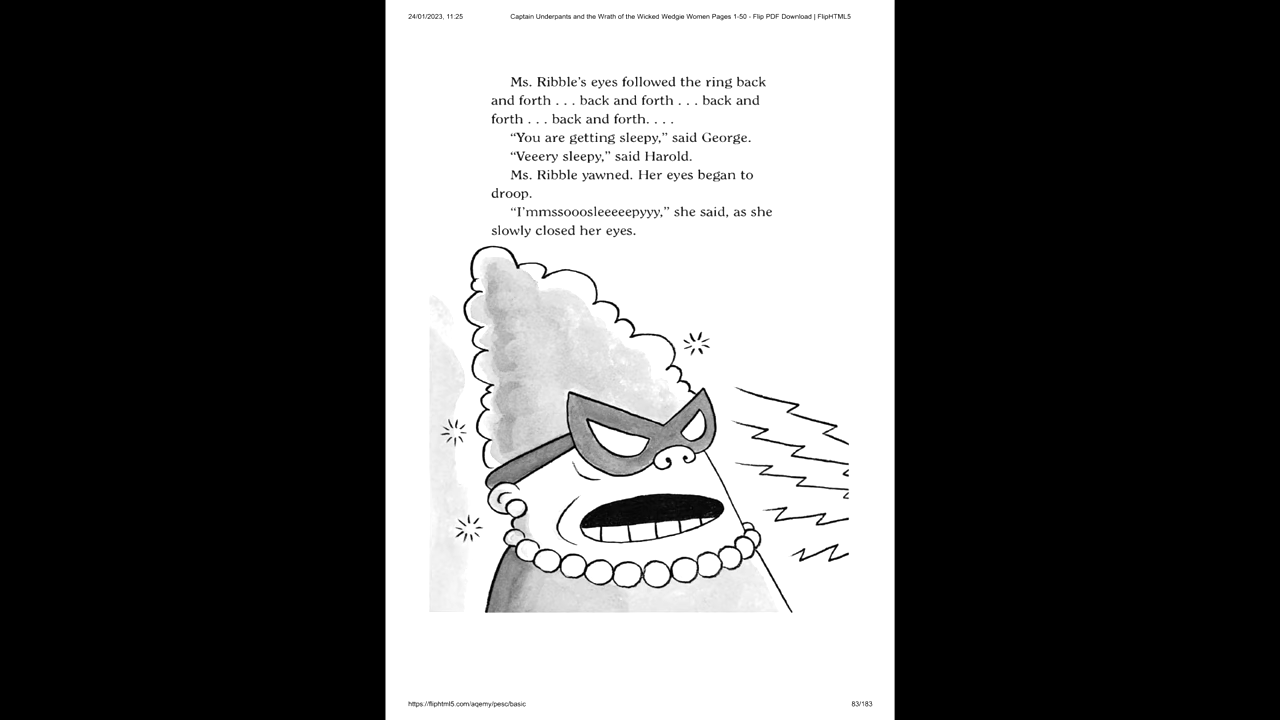 24/01/2023, 11:25 Captain Underpants and the Wrath of the Wicked Wedgie Women Pages 1-50 - Flip PDF Download | FlipHTML5
Ms. Ribble’s eyes followed the ring back
and forth . . . back and forth . . . back and
forth . . . back and forth. . . .
“You are getting sleepy,” said George.
“Veeery sleepy,” said Harold.
Ms. Ribble yawned. Her eyes began to
droop.
“I’mmssooosleeeeepyyy,” she said, as she
slowly closed her eyes.
https://fliphtml5.com/aqemy/pesc/basic 83/183